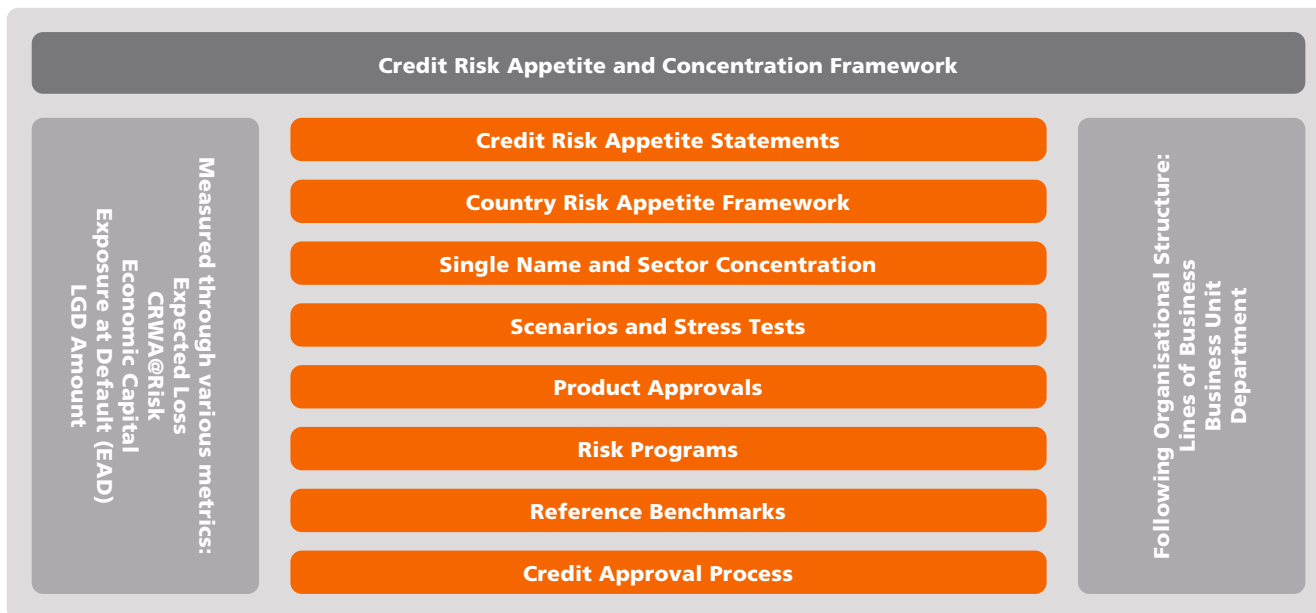 Credit Risk Appetite and Concentration Framework
Measured through various metrics:
Expected Loss
CRWA@Risk
Economic Capital
Exposure at Default (EAD)
LGD Amount
Credit Risk Appetite Statements
Country Risk Appetite Framework
Single Name and Sector Concentration
Scenarios and Stress Tests
Product Approvals
Risk Programs
Reference Benchmarks
Credit Approval Process
Following Organisational Structure:
Lines of Business
Business Unit
Department